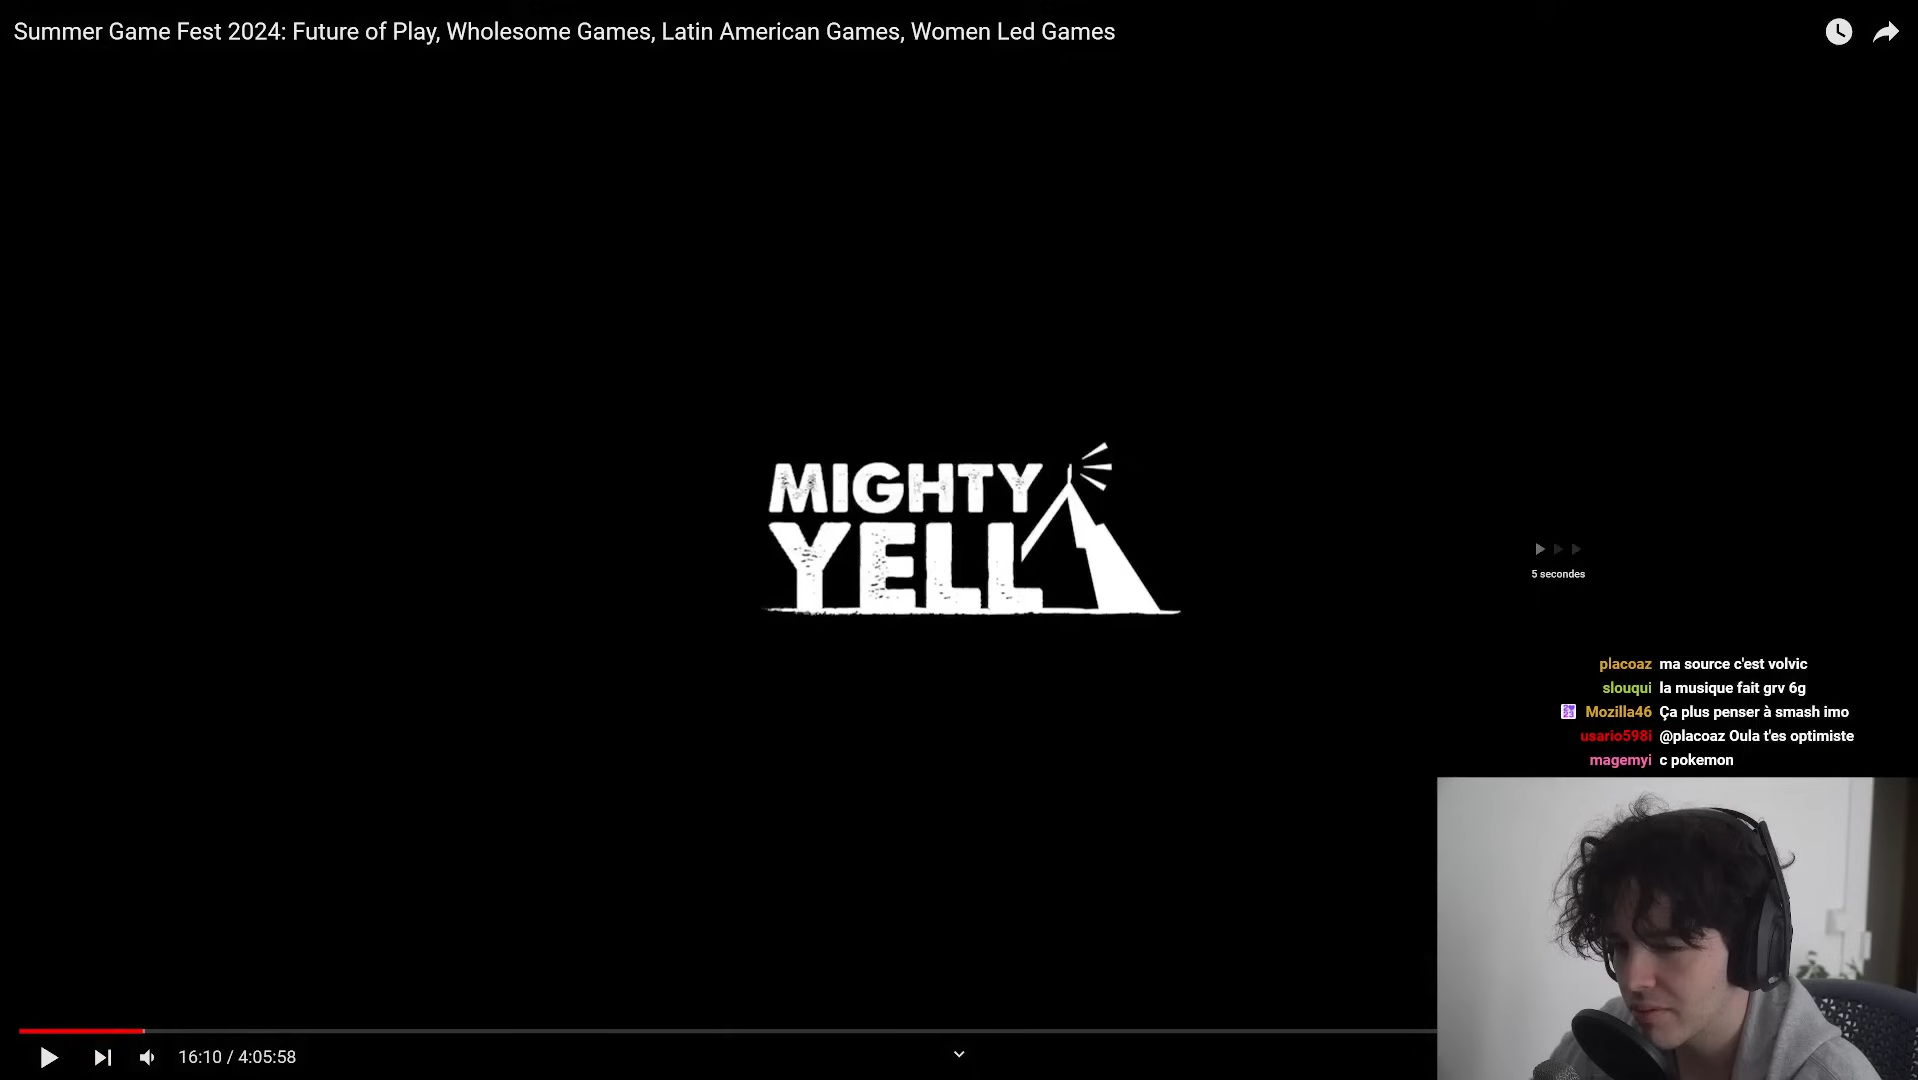 Summer Game Fest 2024: Future of Play, Wholesome Games, Latin American Games, Women Led Games
MIGHTY
YELL
5 secondes
placoaz ma source c'est volvic
slouqui la musique fait grv 6g
Mozilla46 Ça plus penser à smash imo
usario598i @placoaz Oula t'es optimiste
magemyi c pokemon
16:10 / 4:05:58